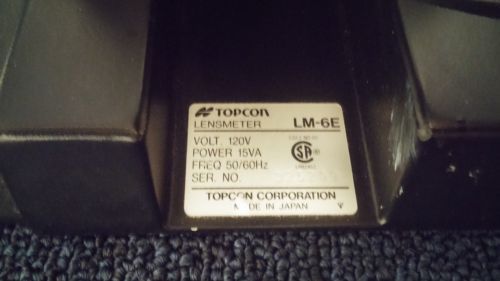 TOPCON
LENSMETER LM-6E
VOLT. 120V
POWER 15VA
FREQ 50/60Hz
SER. NO.
TOPCON CORPORATION
MADE IN JAPAN